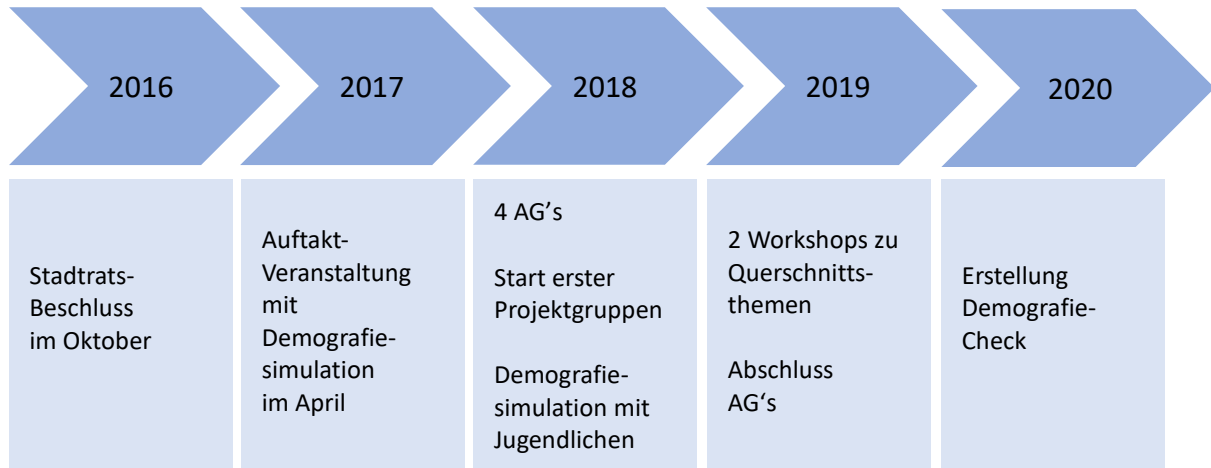 2016
2017
2018
2019
2020
Stadtrats-
Beschluss
im Oktober
Auftakt-
Veranstaltung
mit
Demografie-
simulation
im April
4 AG’s
Start erster
Projektgruppen
Demografie-
simulation mit
Jugendlichen
2 Workshops zu
Querschnitts-
themen
Abschluss
AG‘s
Erstellung
Demografie-
Check